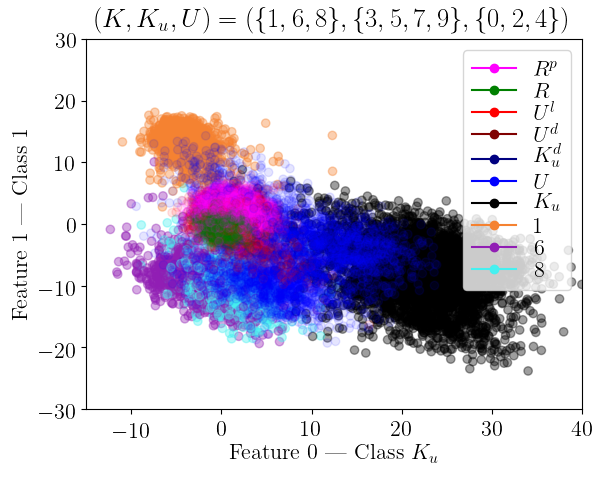 (K, K_u, U) = ({1, 6, 8}, {3, 5, 7, 9}, {0, 2, 4})
30
20
10
0
−10
−20
−30
Feature 1 — Class 1
R^p
R
U^l
U^d
K_u^d
U
K_u
1
6
8
−10 0 10 20 30 40
Feature 0 — Class K_u